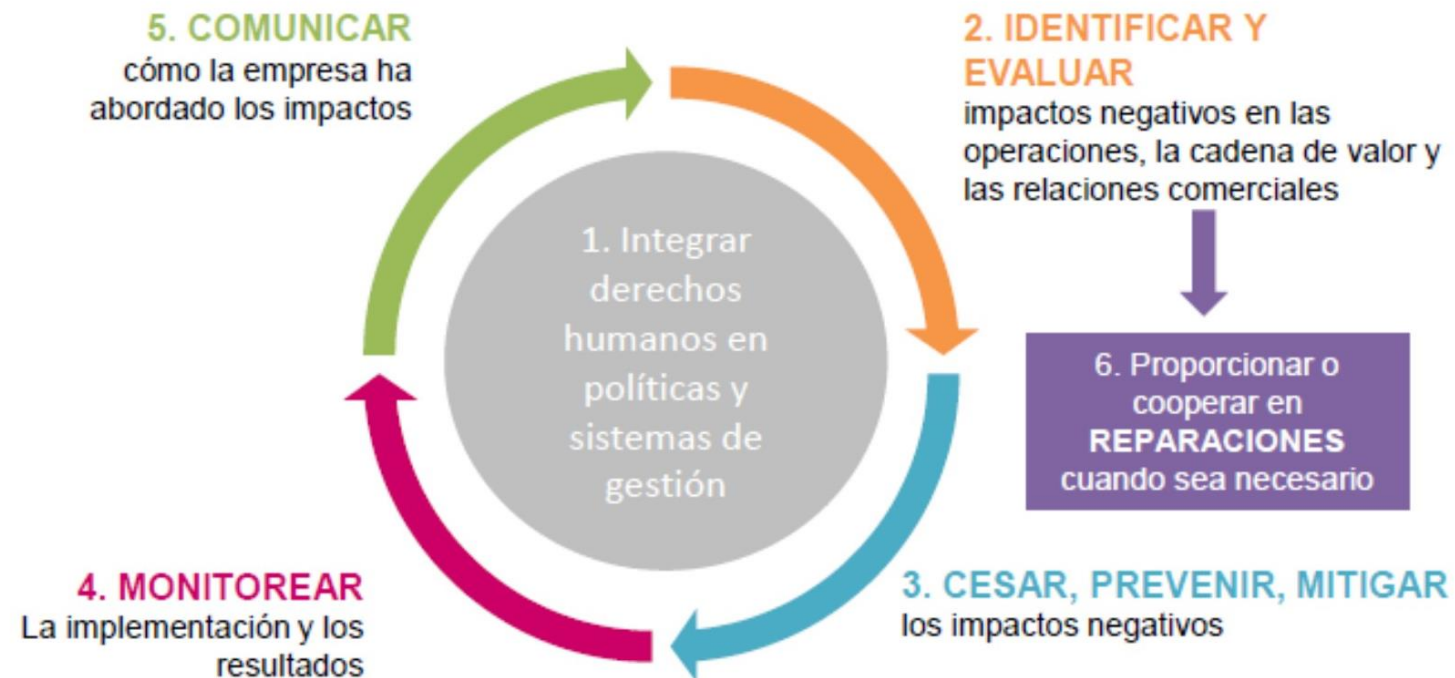 5. COMUNICAR
cómo la empresa ha
abordado los impactos
2. IDENTIFICAR Y
EVALUAR
impactos negativos en las
operaciones, la cadena de valor y
las relaciones comerciales
1. Integrar
derechos
humanos en
políticas y
sistemas de
gestión
6. Proporcionar o
cooperar en
REPARACIONES
cuando sea necesario
4. MONITOREAR
La implementación y los
resultados
3. CESAR, PREVENIR, MITIGAR
los impactos negativos